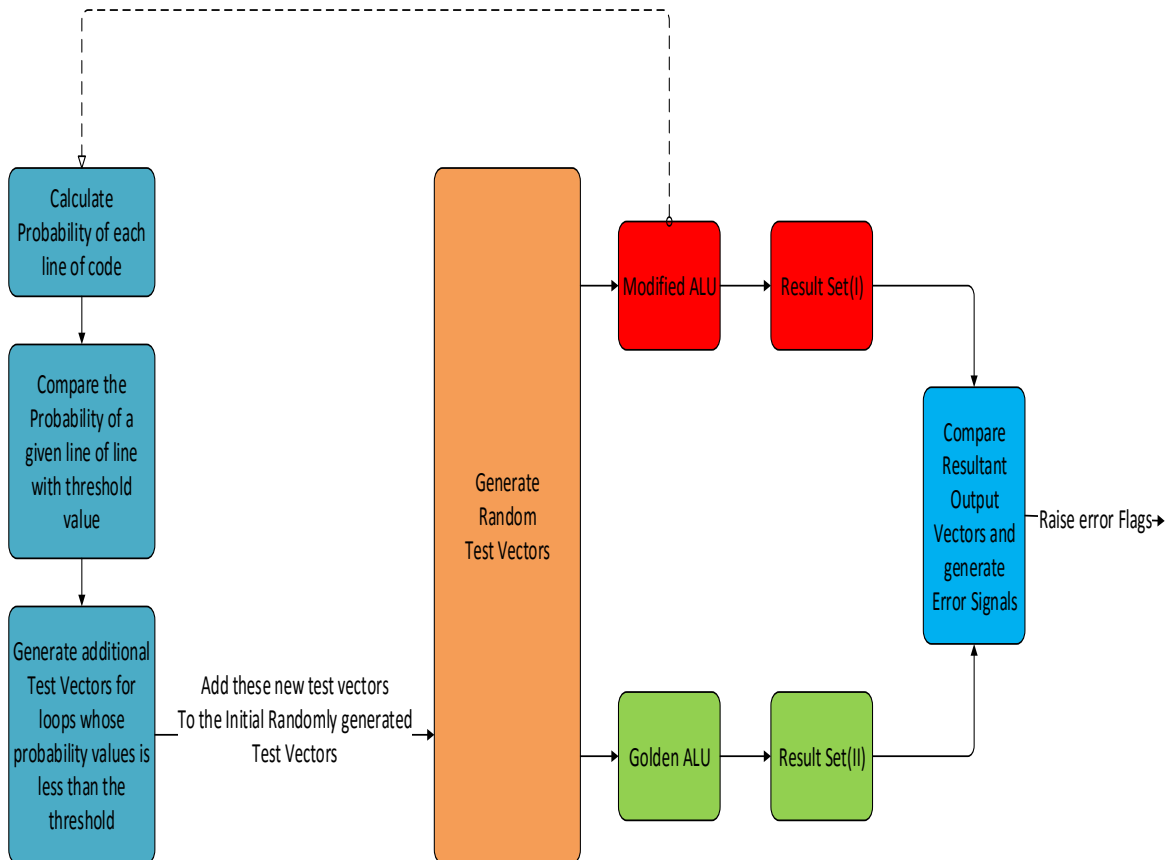 Calculate
Probability of each
line of code
Compare the
Probability of a
given line of line
with threshold
value
Generate additional
Test Vectors for
loops whose
probability values is
less than the
threshold
Add these new test vectors
To the Initial Randomly generated
Test Vectors
Generate
Random
Test Vectors
Modified ALU
Result Set(I)
Golden ALU
Result Set(II)
Compare
Resultant
Output
Vectors and
generate
Error Signals
Raise error Flags